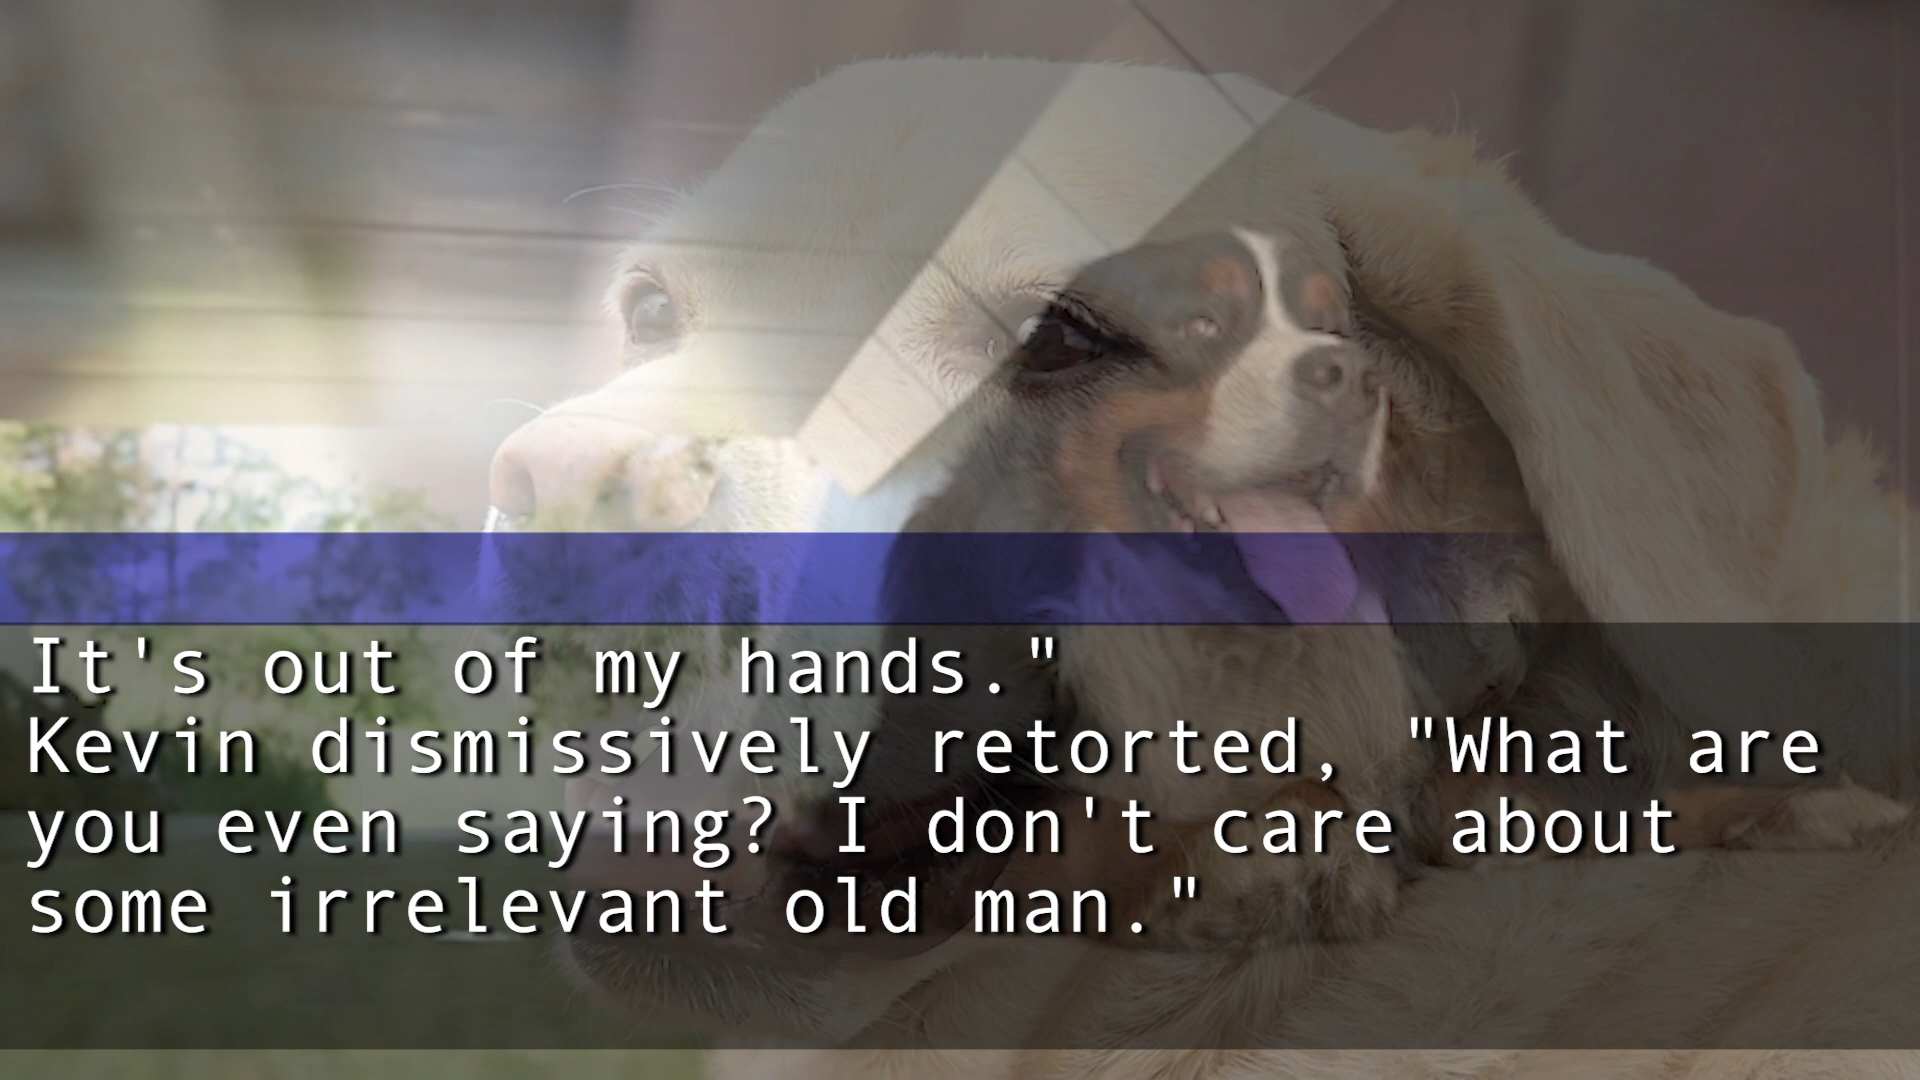 It's out of my hands."
Kevin dismissively retorted, "What are
you even saying? I don't care about
some irrelevant old man."